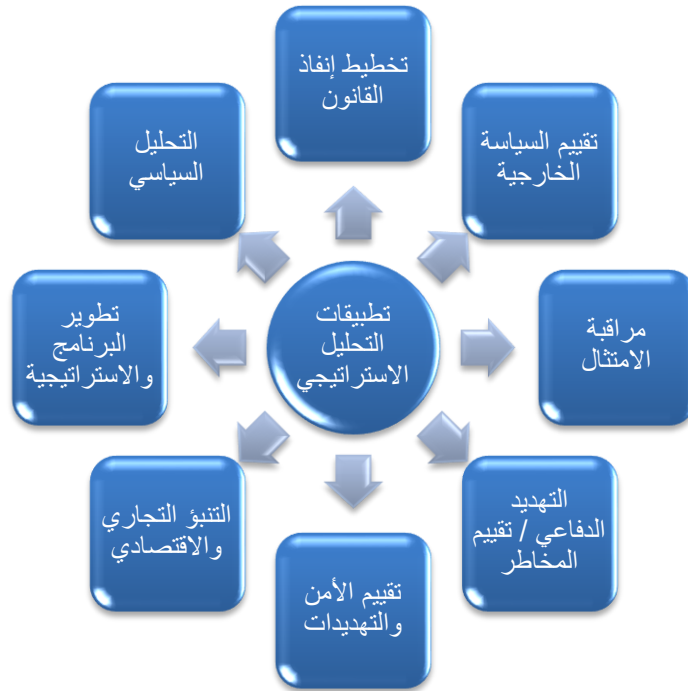 تخطيط إنفاذ
القانون
تقييم السياسة
الخارجية
مراقبة
الامتثال
التهديد
الدفاعي / تقييم
المخاطر
تقييم الأمن
والتهديدات
التنبؤ التجاري
والاقتصادي
تطوير
البرنامج
والاستراتيجية
التحليل
السياسي
تطبيقات
التحليل
الاستراتيجي